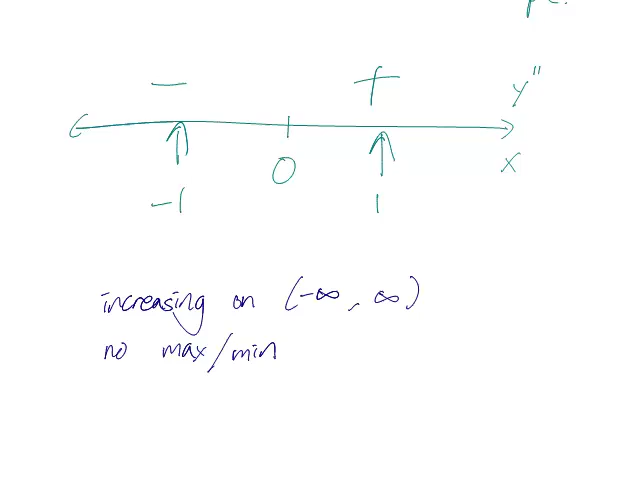 − + y"
0 x
−1 1
increasing on (−∞, ∞)
no max/min